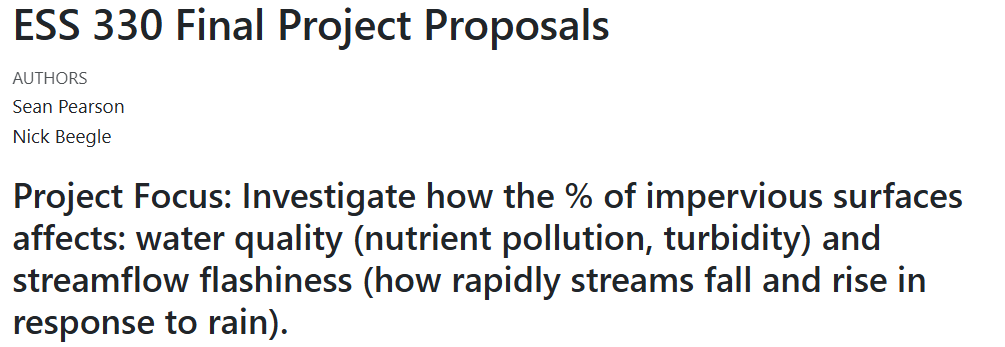 ESS 330 Final Project Proposals
AUTHORS
Sean Pearson
Nick Beegle
Project Focus: Investigate how the % of impervious surfaces
affects: water quality (nutrient pollution, turbidity) and
streamflow flashiness (how rapidly streams fall and rise in
response to rain).